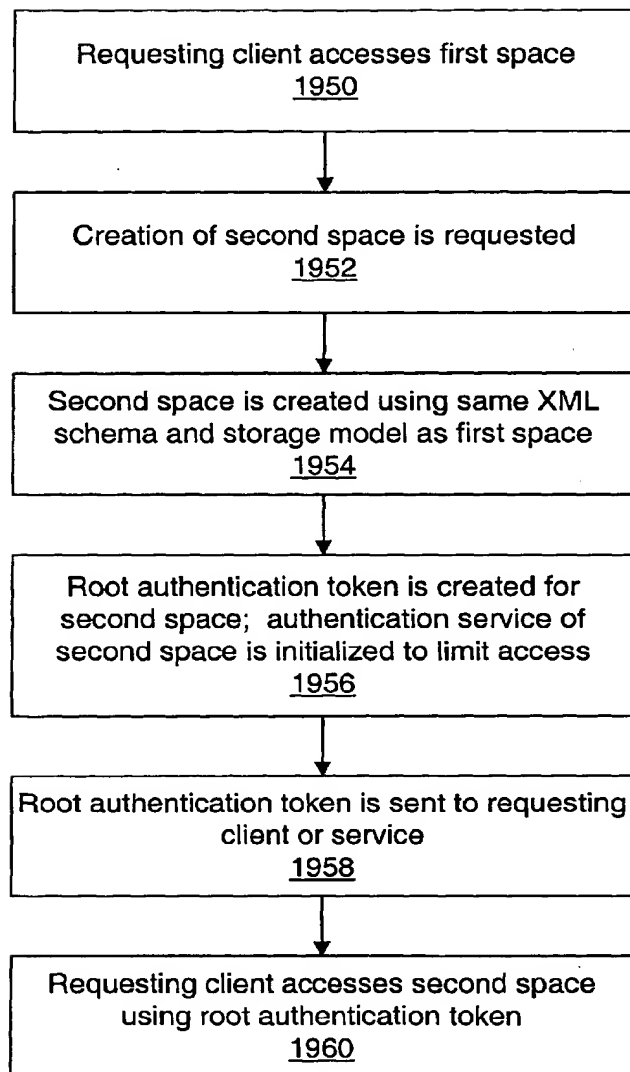 Requesting client accesses first space
1950
Creation of second space is requested
1952
Second space is created using same XML
schema and storage model as first space
1954
Root authentication token is created for
second space; authentication service of
second space is initialized to limit access
1956
Root authentication token is sent to requesting
client or service
1958
Requesting client accesses second space
using root authentication token
1960